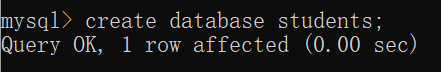 mysql> create database students;
Query OK, 1 row affected (0.00 sec)